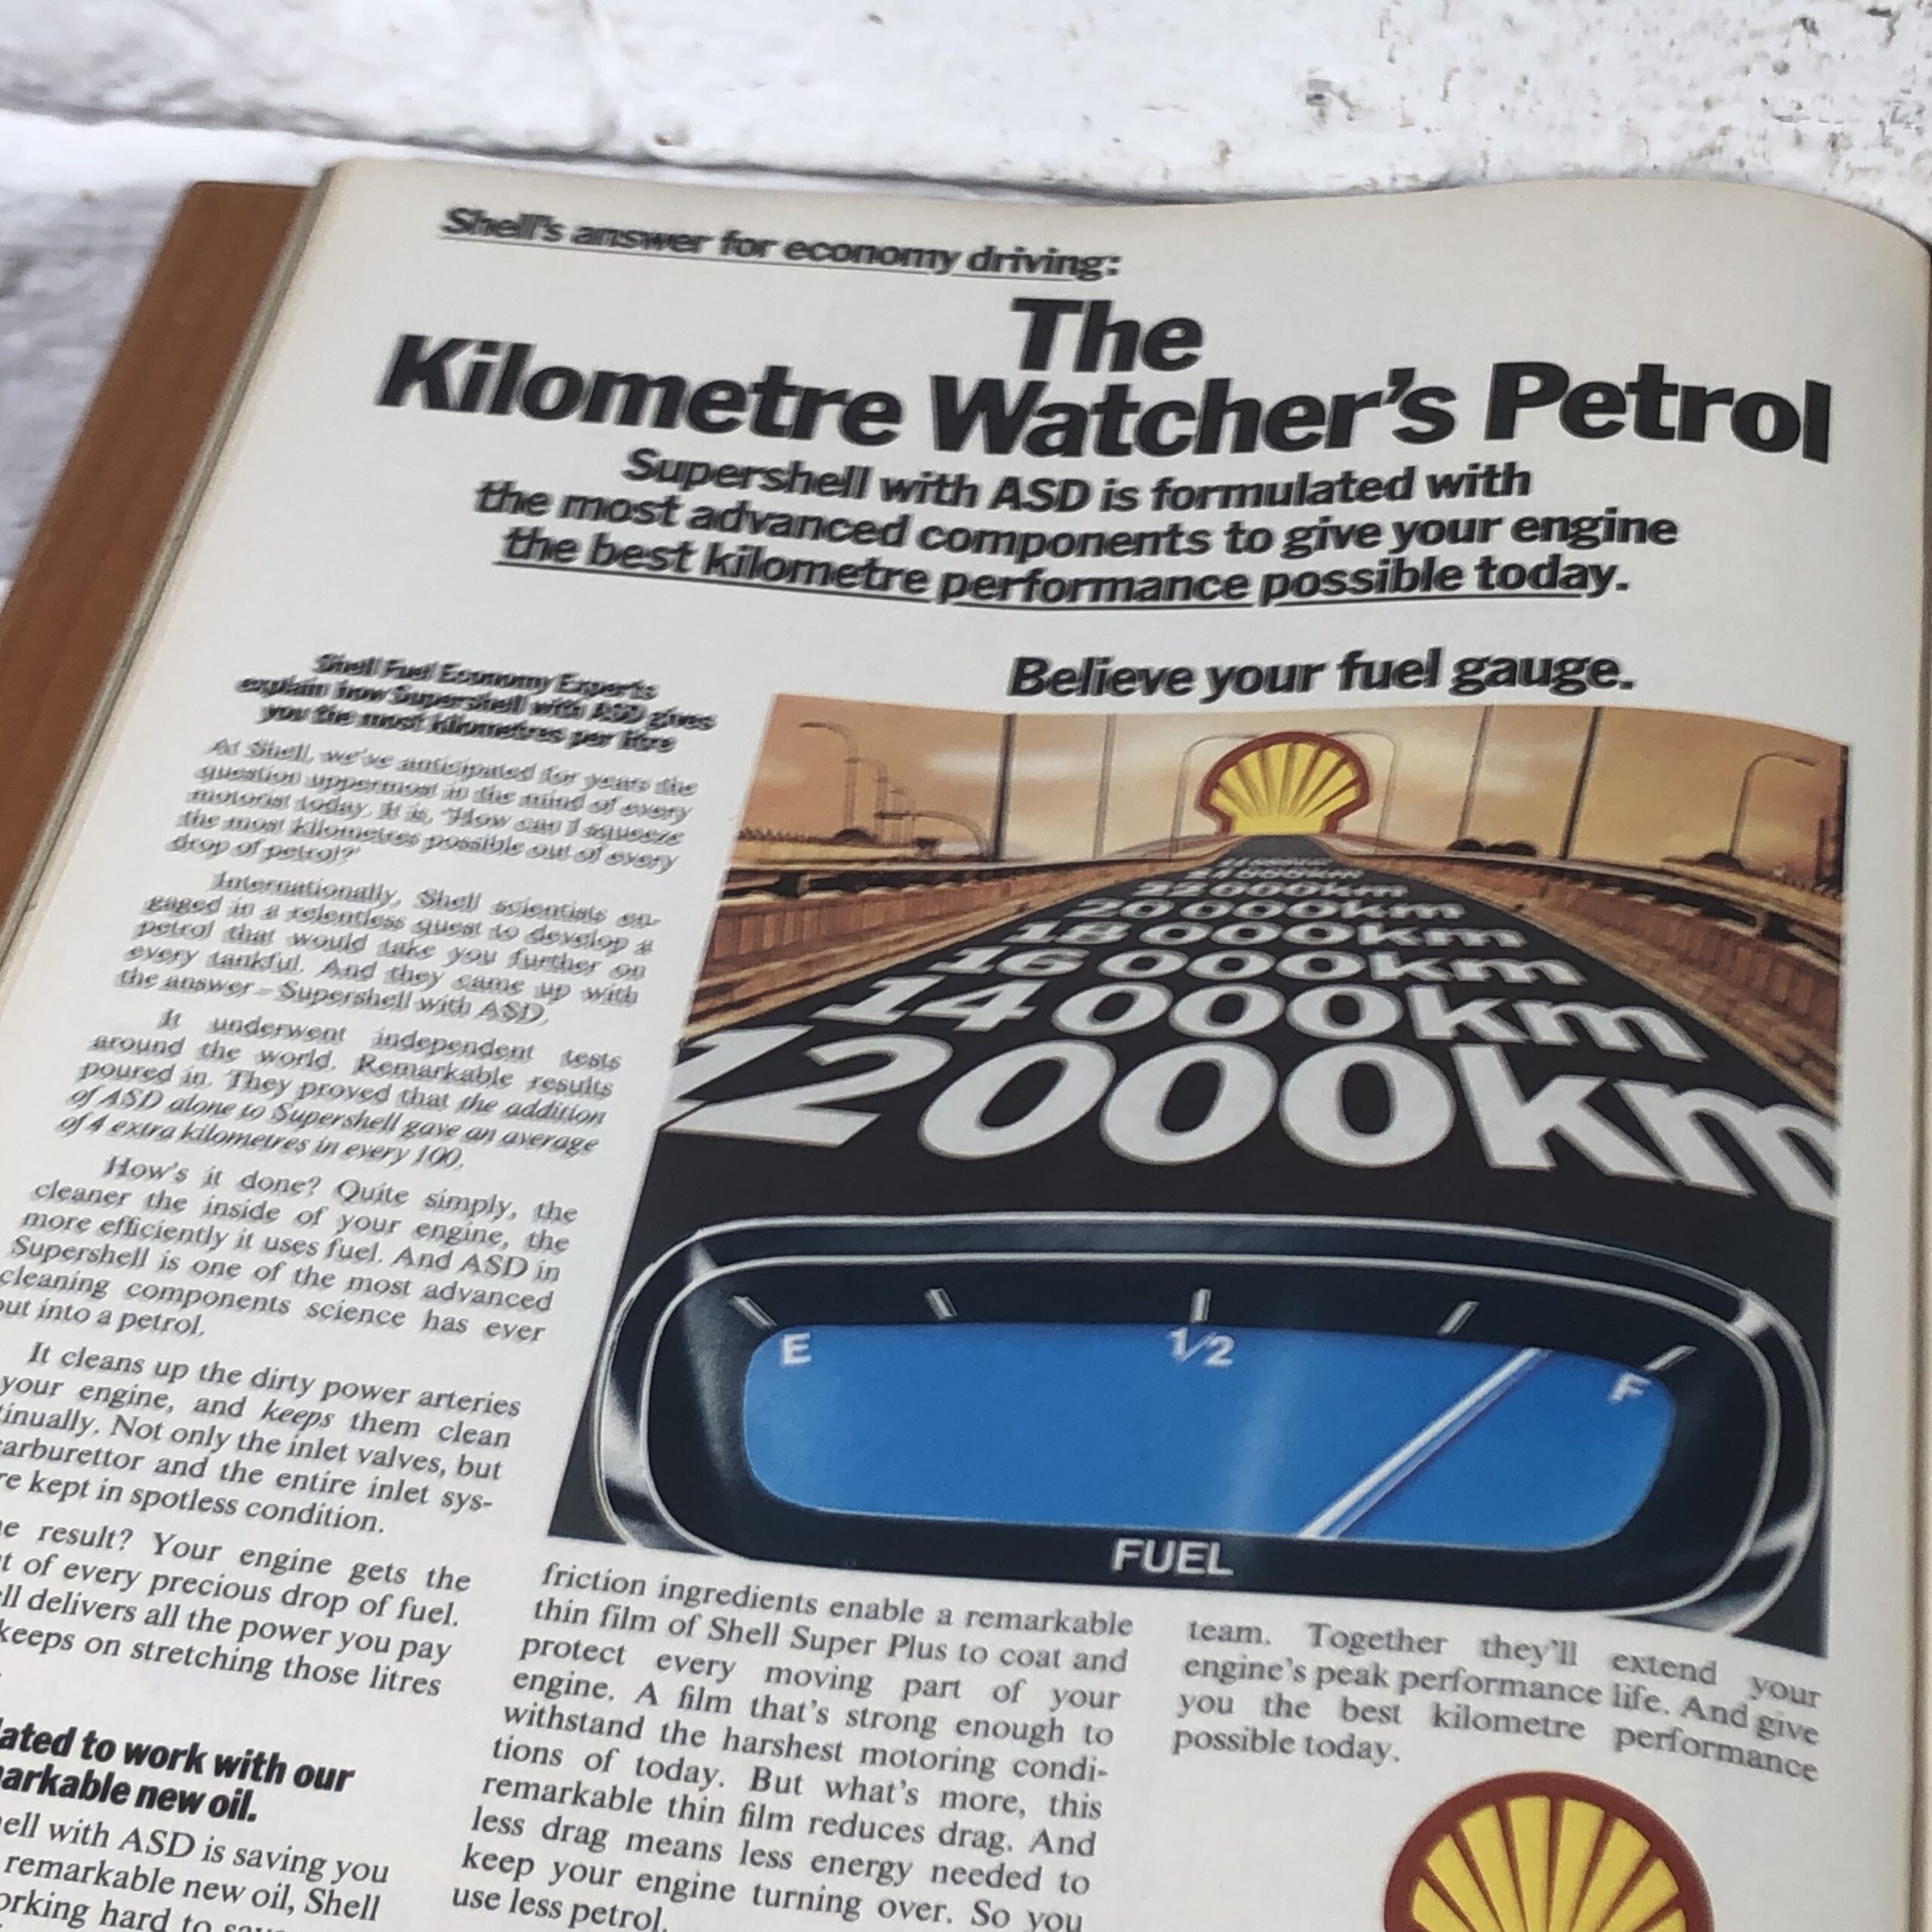 Shell's answer for economy driving:
The
Kilometre Watcher's Petrol
Supershell with ASD is formulated with
the most advanced components to give your engine
the best kilometre performance possible today.
Shell Fuel Economy Experts
explain how Supershell with ASD gives
you the most kilometres per litre
At Shell, we've anticipated for years the
question uppermost in the mind of every
motorist today. It is, "How can I squeeze
the most kilometres possible out of every
drop of petrol?"
Internationally, Shell scientists en-
gaged in a relentless quest to develop a
petrol that would take you further on
every tankful. And they came up with
the answer – Supershell with ASD.
It underwent independent tests
around the world. Remarkable results
poured in. They proved that the addition
of ASD alone to Supershell gave an average
of 4 extra kilometres in every 100.
How's it done? Quite simply, the
cleaner the inside of your engine, the
more efficiently it uses fuel. And ASD in
Supershell is one of the most advanced
cleaning components science has ever
put into a petrol.
It cleans up the dirty power arteries
your engine, and keeps them clean
tinually. Not only the inlet valves, but
carburettor and the entire inlet sys-
re kept in spotless condition.
e result? Your engine gets the
t of every precious drop of fuel.
ll delivers all the power you pay
keeps on stretching those litres
lated to work with our
arkable new oil.
ell with ASD is saving you
remarkable new oil, Shell
orking hard to save
Believe your fuel gauge.
22 000km
20 000km
18 000km
16 000km
14 000km
12 000km
E
1/2
F
FUEL
friction ingredients enable a remarkable
thin film of Shell Super Plus to coat and
protect every moving part of your
engine. A film that's strong enough to
withstand the harshest motoring condi-
tions of today. But what's more, this
remarkable thin film reduces drag. And
less drag means less energy needed to
keep your engine turning over. So you
use less petrol.
team. Together they'll extend your
engine's peak performance life. And give
you the best kilometre performance
possible today.